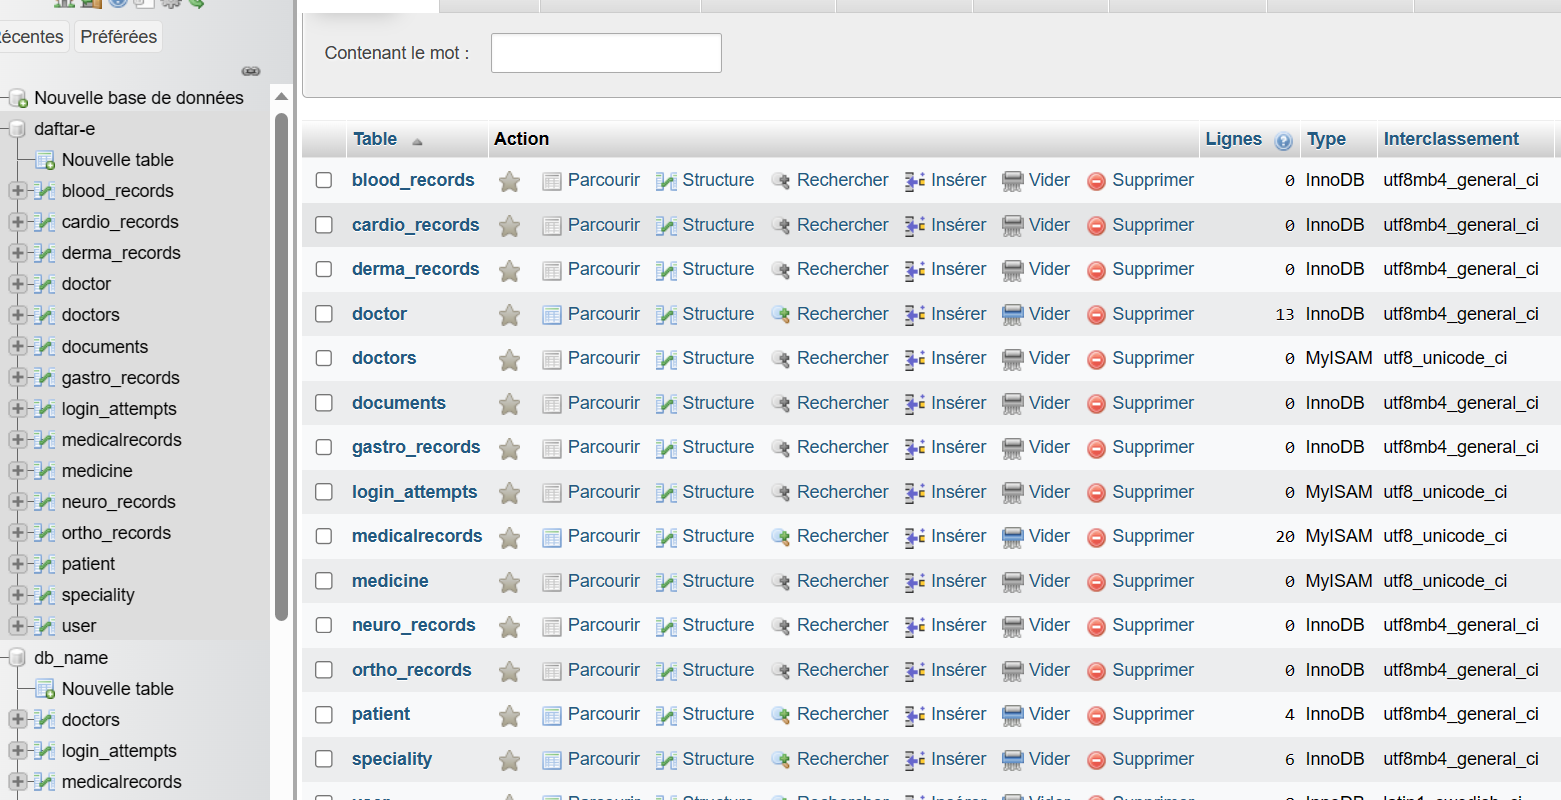 Récentes Préférées
Nouvelle base de données
daftar-e
Nouvelle table
blood_records
cardio_records
derma_records
doctor
doctors
documents
gastro_records
login_attempts
medicalrecords
medicine
neuro_records
ortho_records
patient
speciality
user
db_name
Nouvelle table
doctors
login_attempts
medicalrecords
Contenant le mot :
Table Action Lignes Type Interclassement
blood_records Parcourir Structure Rechercher Insérer Vider Supprimer 0 InnoDB utf8mb4_general_ci
cardio_records Parcourir Structure Rechercher Insérer Vider Supprimer 0 InnoDB utf8mb4_general_ci
derma_records Parcourir Structure Rechercher Insérer Vider Supprimer 0 InnoDB utf8mb4_general_ci
doctor Parcourir Structure Rechercher Insérer Vider Supprimer 13 InnoDB utf8mb4_general_ci
doctors Parcourir Structure Rechercher Insérer Vider Supprimer 0 MyISAM utf8_unicode_ci
documents Parcourir Structure Rechercher Insérer Vider Supprimer 0 InnoDB utf8mb4_general_ci
gastro_records Parcourir Structure Rechercher Insérer Vider Supprimer 0 InnoDB utf8mb4_general_ci
login_attempts Parcourir Structure Rechercher Insérer Vider Supprimer 0 MyISAM utf8_unicode_ci
medicalrecords Parcourir Structure Rechercher Insérer Vider Supprimer 20 MyISAM utf8_unicode_ci
medicine Parcourir Structure Rechercher Insérer Vider Supprimer 0 MyISAM utf8_unicode_ci
neuro_records Parcourir Structure Rechercher Insérer Vider Supprimer 0 InnoDB utf8mb4_general_ci
ortho_records Parcourir Structure Rechercher Insérer Vider Supprimer 0 InnoDB utf8mb4_general_ci
patient Parcourir Structure Rechercher Insérer Vider Supprimer 4 InnoDB utf8mb4_general_ci
speciality Parcourir Structure Rechercher Insérer Vider Supprimer 6 InnoDB utf8mb4_general_ci